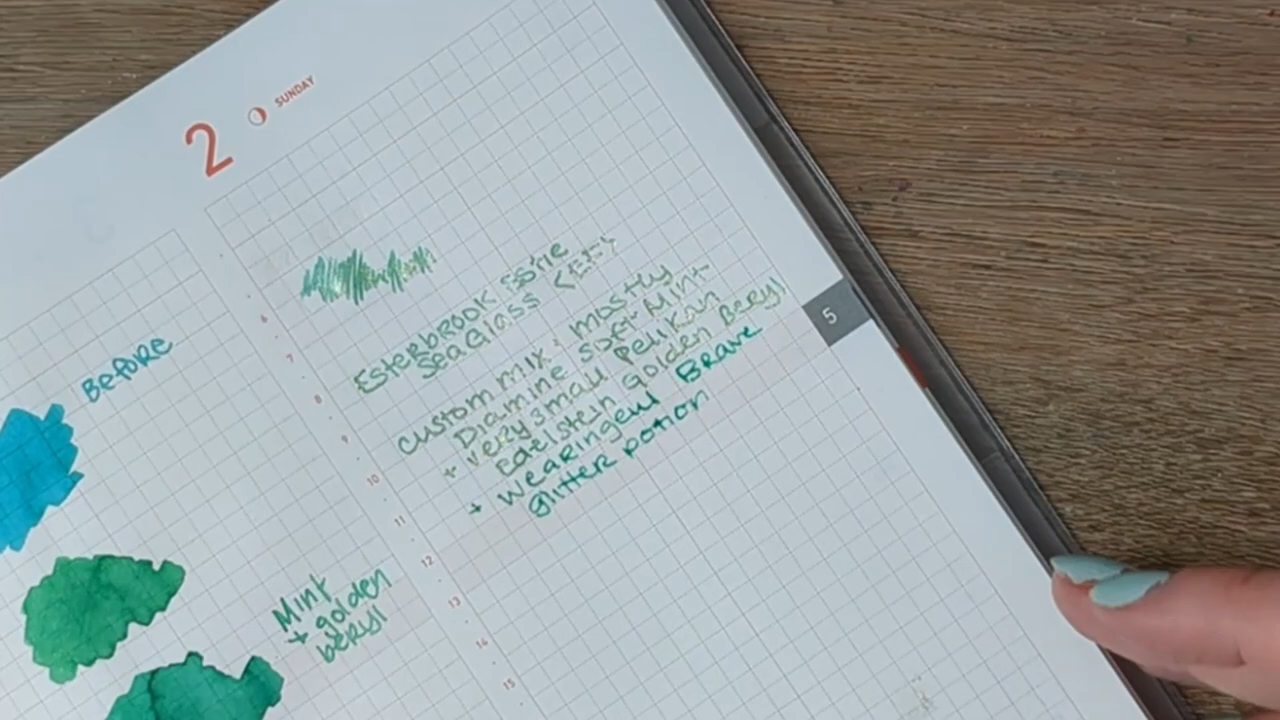 2 SUNDAY
Esterbrook Estie
Sea Glass <EF>
Custom mix: mostly
Diamine Soft Mint
+ very small Pelikan
Edelstein Golden Beryl
+ wearingeul Brave
glitter potion
5
Before
Mint
+ golden
beryl
6
7
8
9
10
11
12
13
14
15